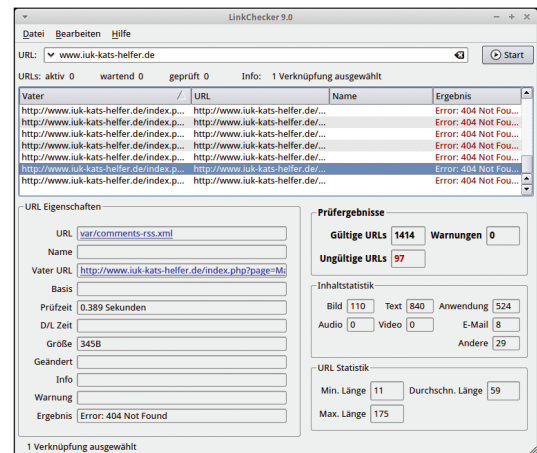 LinkChecker 9.0
Datei Bearbeiten Hilfe
URL: www.iuk-kats-helfer.de Start
URLs: aktiv 0 wartend 0 geprüft 0 Info: 1 Verknüpfung ausgewählt
Vater URL Name Ergebnis
http://www.iuk-kats-helfer.de/index.p... http://www.iuk-kats-helfer.de/... Error: 404 Not Fou...
http://www.iuk-kats-helfer.de/index.p... http://www.iuk-kats-helfer.de/... Error: 404 Not Fou...
http://www.iuk-kats-helfer.de/index.p... http://www.iuk-kats-helfer.de/... Error: 404 Not Fou...
http://www.iuk-kats-helfer.de/index.p... http://www.iuk-kats-helfer.de/... Error: 404 Not Fou...
http://www.iuk-kats-helfer.de/index.p... http://www.iuk-kats-helfer.de/... Error: 404 Not Fou...
http://www.iuk-kats-helfer.de/index.p... http://www.iuk-kats-helfer.de/... Error: 404 Not Fou...
http://www.iuk-kats-helfer.de/index.p... http://www.iuk-kats-helfer.de/... Error: 404 Not Fou...
URL Eigenschaften
URL var/comments-rss.xml
Name
Vater URL http://www.iuk-kats-helfer.de/index.php?page=Ma
Basis
Prüfzeit 0.389 Sekunden
D/L Zeit
Größe 345B
Geändert
Info
Warnung
Ergebnis Error: 404 Not Found
Prüfergebnisse
Gültige URLs 1414 Warnungen 0
Ungültige URLs 97
Inhaltstatistik
Bild 110 Text 840 Anwendung 524
Audio 0 Video 0 E-Mail 8
Andere 29
URL Statistik
Min. Länge 11 Durchschn. Länge 59
Max. Länge 175
1 Verknüpfung ausgewählt